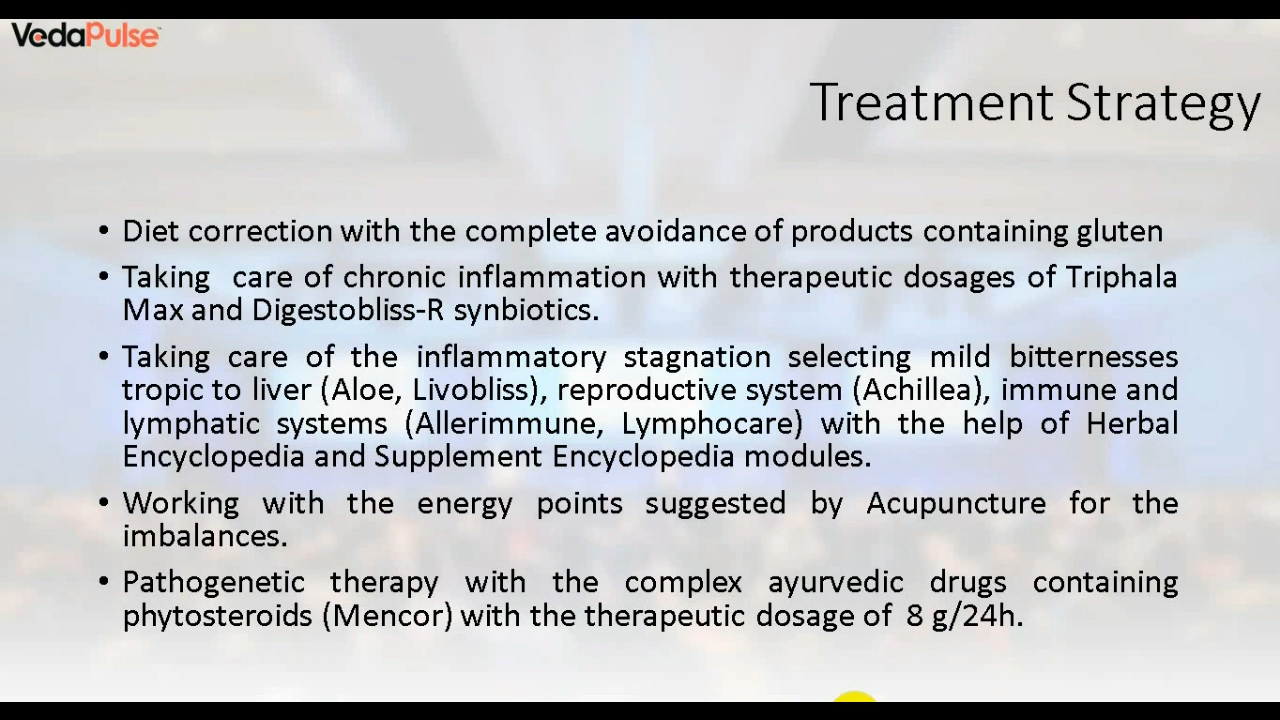 VedaPulse™
Treatment Strategy
• Diet correction with the complete avoidance of products containing gluten
• Taking care of chronic inflammation with therapeutic dosages of Triphala
Max and Digestobliss-R synbiotics.
• Taking care of the inflammatory stagnation selecting mild bitternesses
tropic to liver (Aloe, Livobliss), reproductive system (Achillea), immune and
lymphatic systems (Allerimmune, Lymphocare) with the help of Herbal
Encyclopedia and Supplement Encyclopedia modules.
• Working with the energy points suggested by Acupuncture for the
imbalances.
• Pathogenetic therapy with the complex ayurvedic drugs containing
phytosteroids (Mencor) with the therapeutic dosage of 8 g/24h.